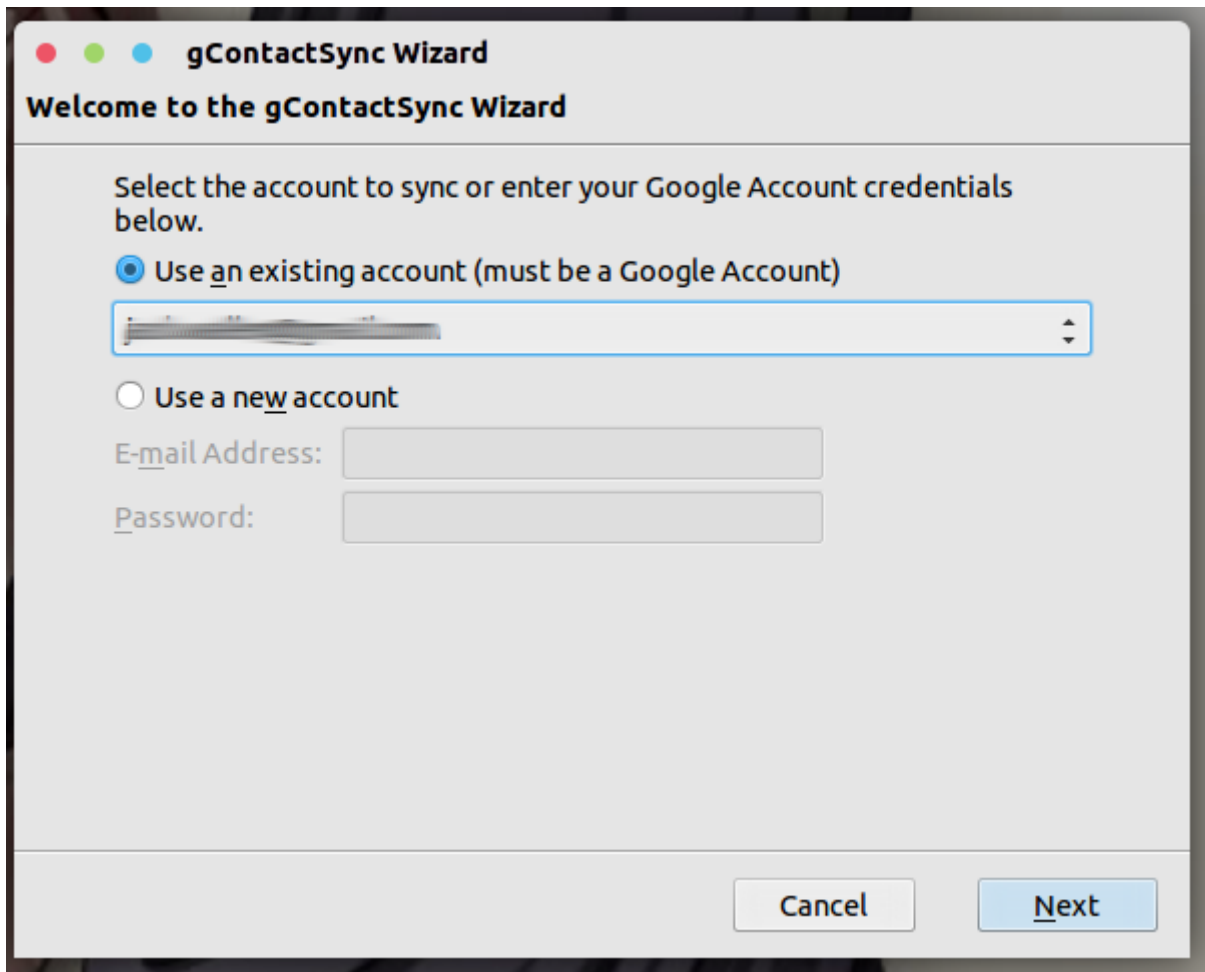 gContactSync Wizard
Welcome to the gContactSync Wizard
Select the account to sync or enter your Google Account credentials
below.
Use an existing account (must be a Google Account)
Use a new account
E-mail Address:
Password:
Cancel
Next